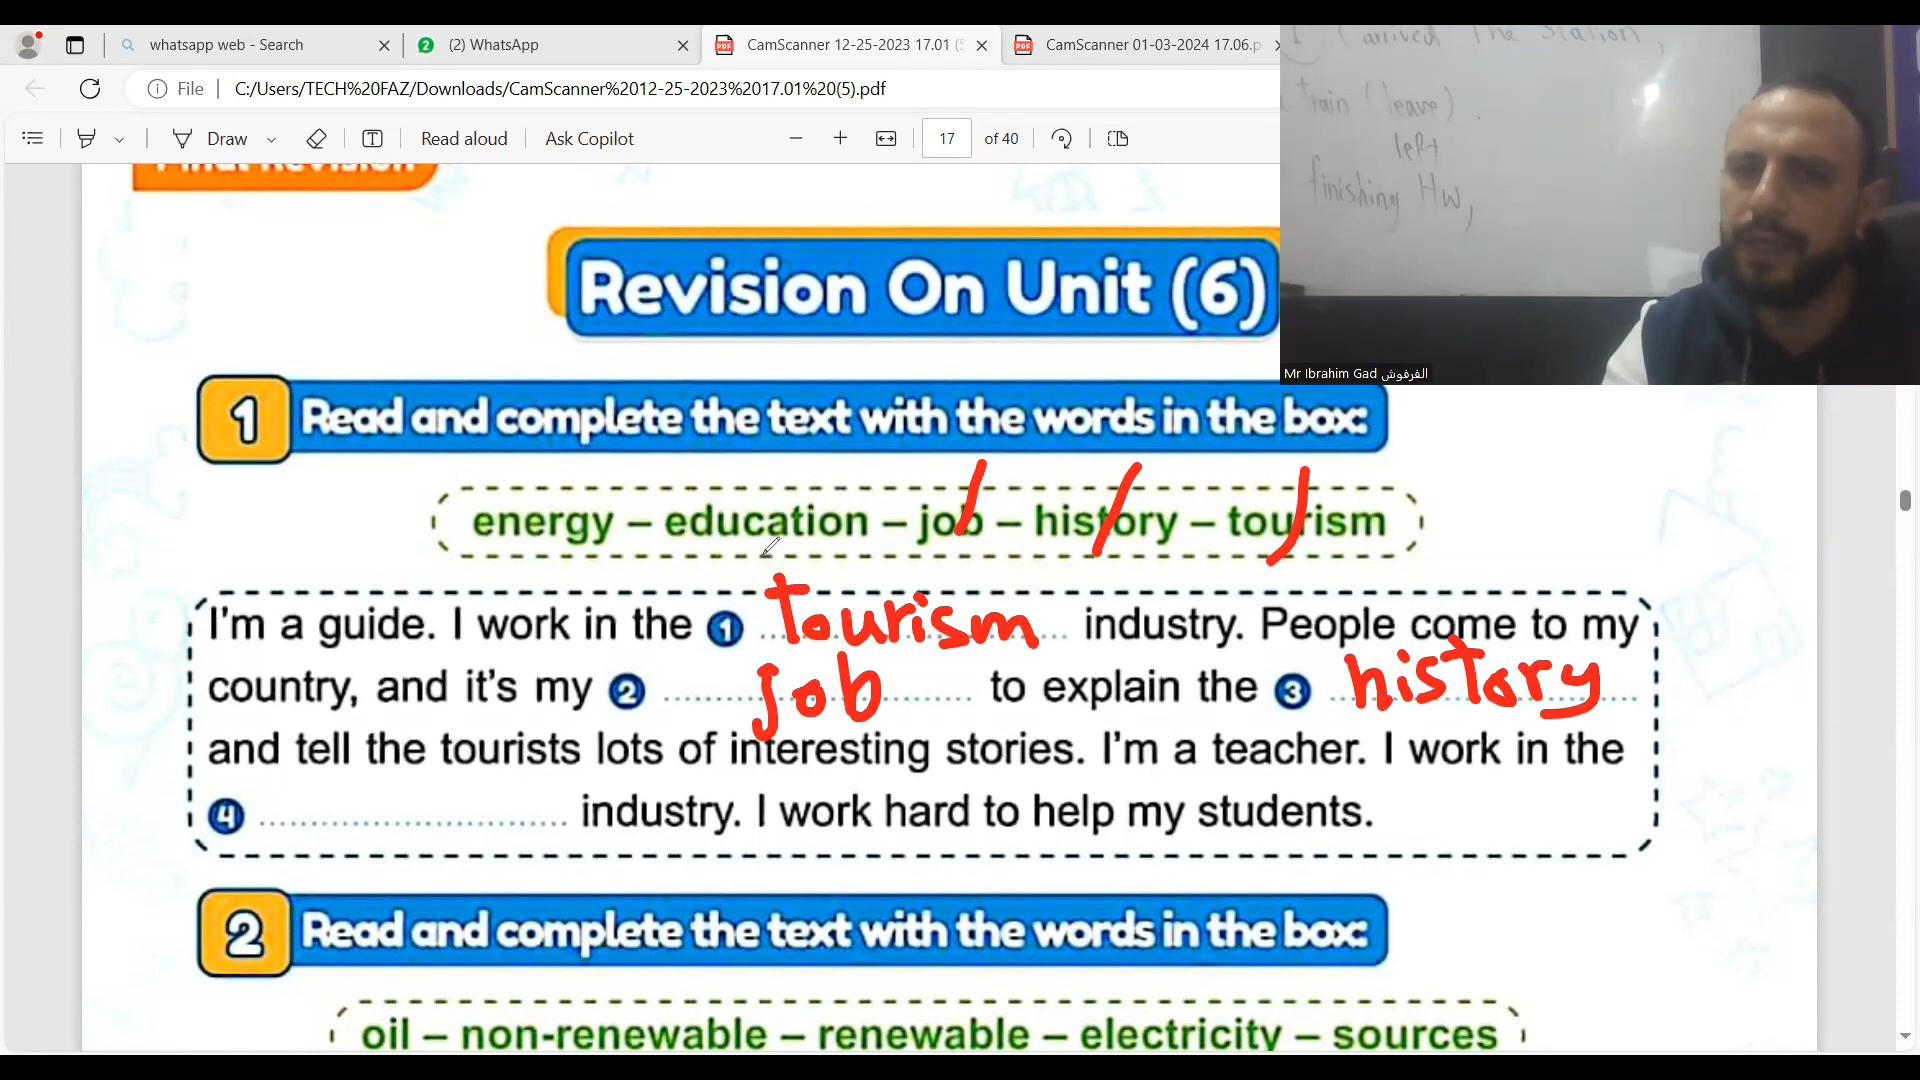 whatsapp web - Search
2
(2) WhatsApp
CamScanner 12-25-2023 17.01 (5
CamScanner 01-03-2024 17.06.p
File
C:/Users/TECH%20FAZ/Downloads/CamScanner%2012-25-2023%2017.01%20(5).pdf
Draw
Read aloud
Ask Copilot
17
of 40
Final Revision
Revision On Unit (6)
1 Read and complete the text with the words in the box:
energy – education – job – history – tourism
I'm a guide. I work in the 1 tourism industry. People come to my
country, and it's my 2 job to explain the 3 history
and tell the tourists lots of interesting stories. I'm a teacher. I work in the
4 .............................. industry. I work hard to help my students.
2 Read and complete the text with the words in the box:
oil – non-renewable – renewable – electricity – sources
I (arrived The Station,
train (leave).
left
finishing HW,
Mr Ibrahim Gad الفرفوش